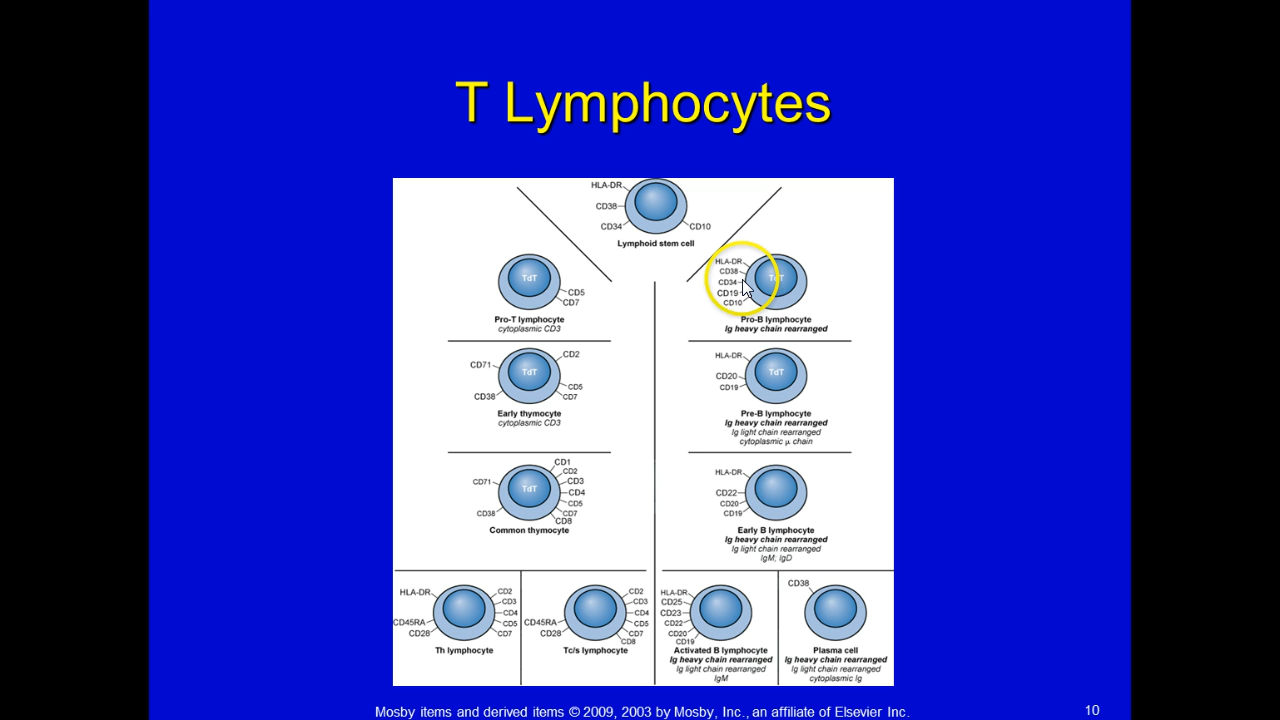 T Lymphocytes
HLA-DR
CD38
CD34
CD10
Lymphoid stem cell
TdT
CD5
CD7
Pro-T lymphocyte
cytoplasmic CD3
HLA-DR
CD38
CD34
CD19
CD10
TdT
Pro-B lymphocyte
Ig heavy chain rearranged
CD71
CD38
TdT
CD2
CD5
CD7
Early thymocyte
cytoplasmic CD3
HLA-DR
CD20
CD19
TdT
Pre-B lymphocyte
Ig heavy chain rearranged
Ig light chain rearranged
cytoplasmic μ chain
CD71
CD38
TdT
CD1
CD2
CD3
CD4
CD5
CD7
CD8
Common thymocyte
HLA-DR
CD22
CD20
CD19
Early B lymphocyte
Ig heavy chain rearranged
Ig light chain rearranged
IgM; IgD
HLA-DR
CD45RA
CD28
CD2
CD3
CD4
CD5
CD7
Th lymphocyte
CD45RA
CD28
CD2
CD3
CD4
CD5
CD7
CD8
Tc/s lymphocyte
HLA-DR
CD25
CD23
CD22
CD20
CD19
Activated B lymphocyte
Ig heavy chain rearranged
Ig light chain rearranged
IgM
CD38
Plasma cell
Ig heavy chain rearranged
Ig light chain rearranged
cytoplasmic Ig
Mosby items and derived items © 2009, 2003 by Mosby, Inc., an affiliate of Elsevier Inc.
10